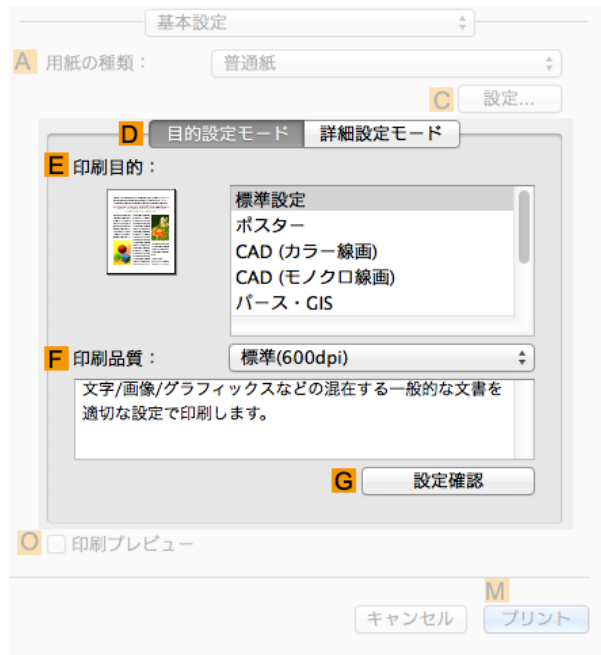 基本設定
A 用紙の種類： 普通紙
C 設定...
D 目的設定モード 詳細設定モード
E 印刷目的：
標準設定
ポスター
CAD (カラー線画)
CAD (モノクロ線画)
パース・GIS
F 印刷品質： 標準(600dpi)
文字/画像/グラフィックスなどの混在する一般的な文書を
適切な設定で印刷します。
G 設定確認
O 印刷プレビュー
M
キャンセル プリント